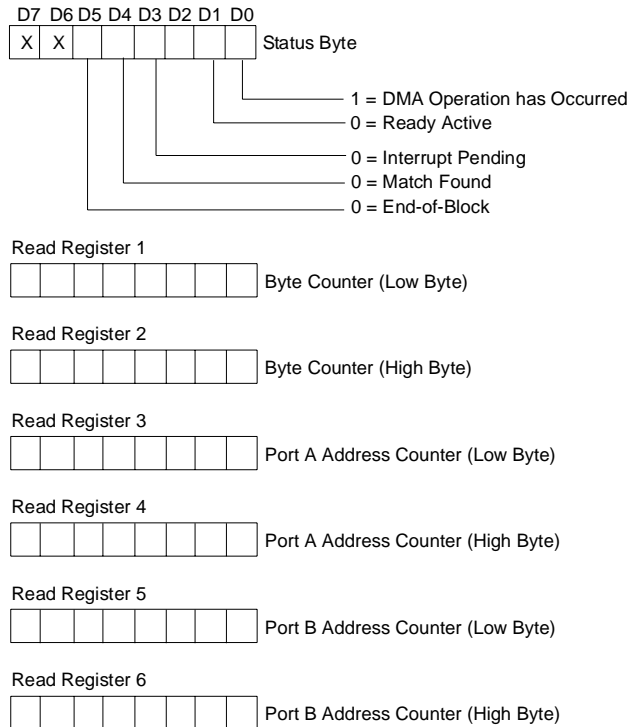 D7 D6 D5 D4 D3 D2 D1 D0
X X Status Byte
1 = DMA Operation has Occurred
0 = Ready Active
0 = Interrupt Pending
0 = Match Found
0 = End-of-Block
Read Register 1
Byte Counter (Low Byte)
Read Register 2
Byte Counter (High Byte)
Read Register 3
Port A Address Counter (Low Byte)
Read Register 4
Port A Address Counter (High Byte)
Read Register 5
Port B Address Counter (Low Byte)
Read Register 6
Port B Address Counter (High Byte)